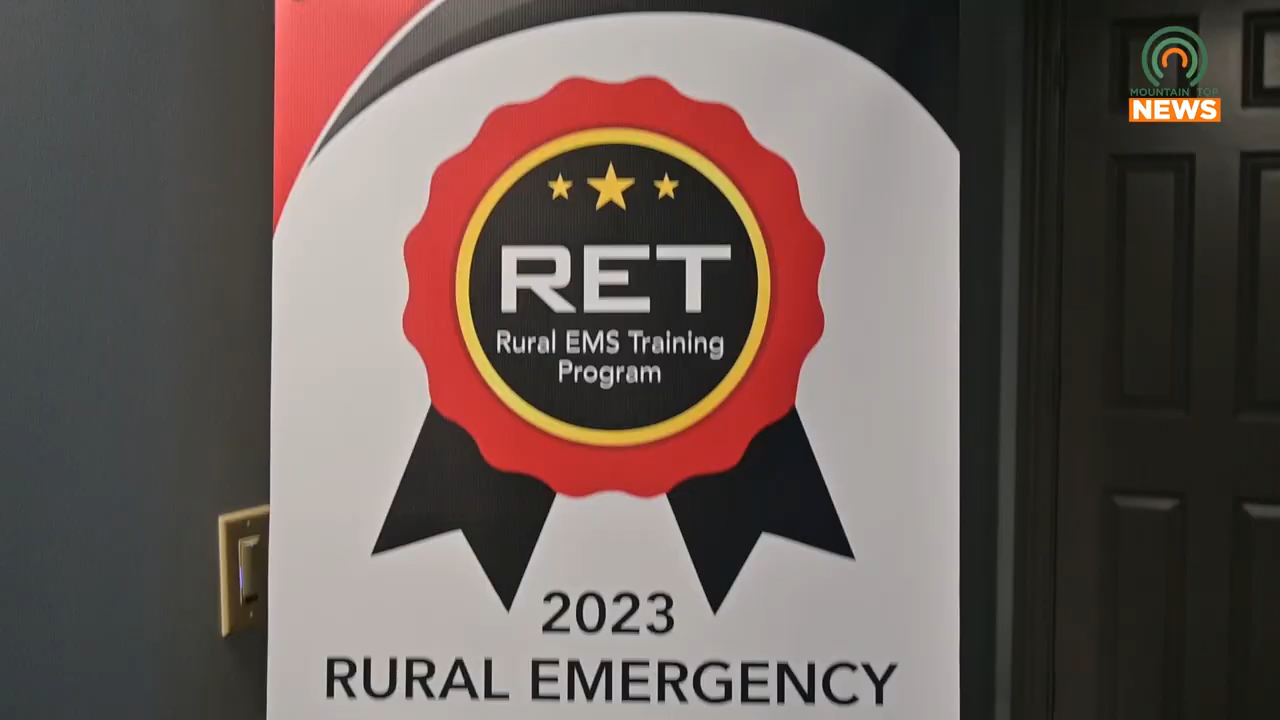 MOUNTAIN TOP
NEWS
RET
Rural EMS Training
Program
2023
RURAL EMERGENCY